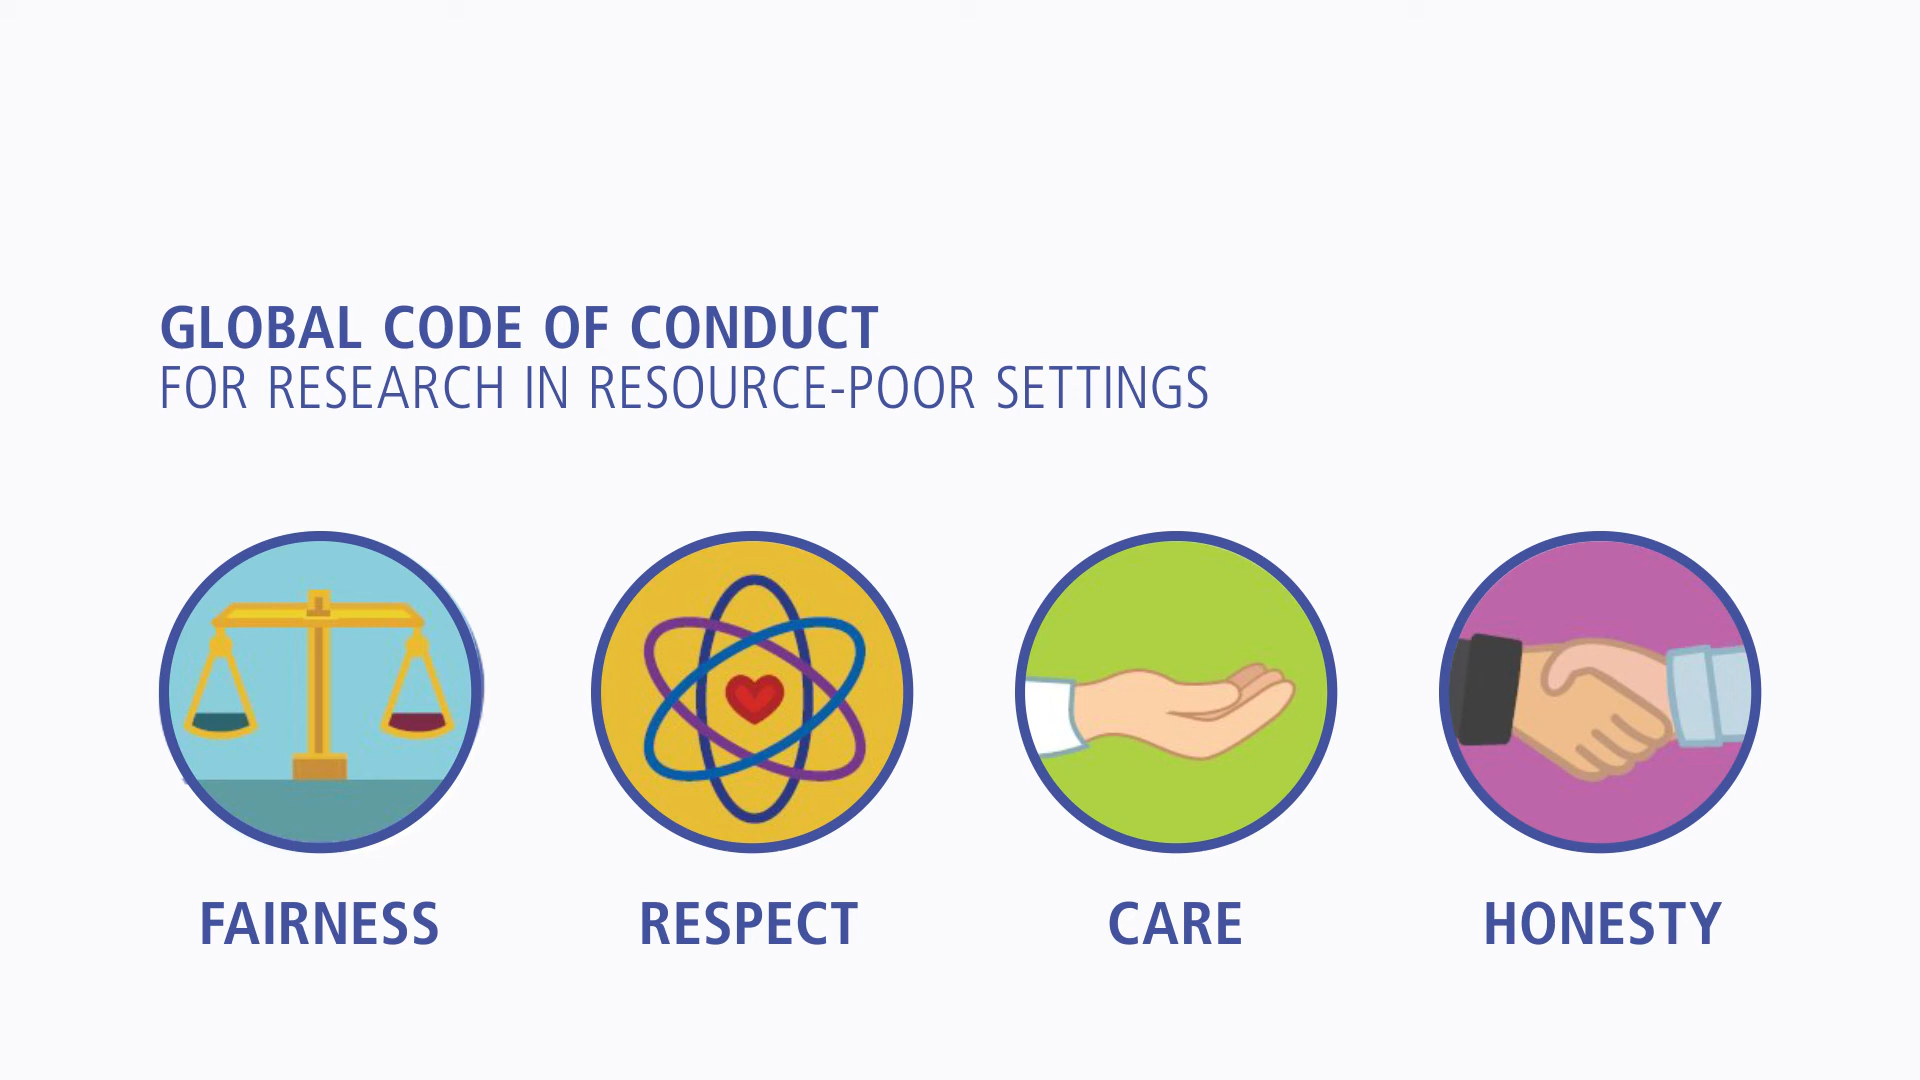 GLOBAL CODE OF CONDUCT
FOR RESEARCH IN RESOURCE-POOR SETTINGS
FAIRNESS
RESPECT
CARE
HONESTY